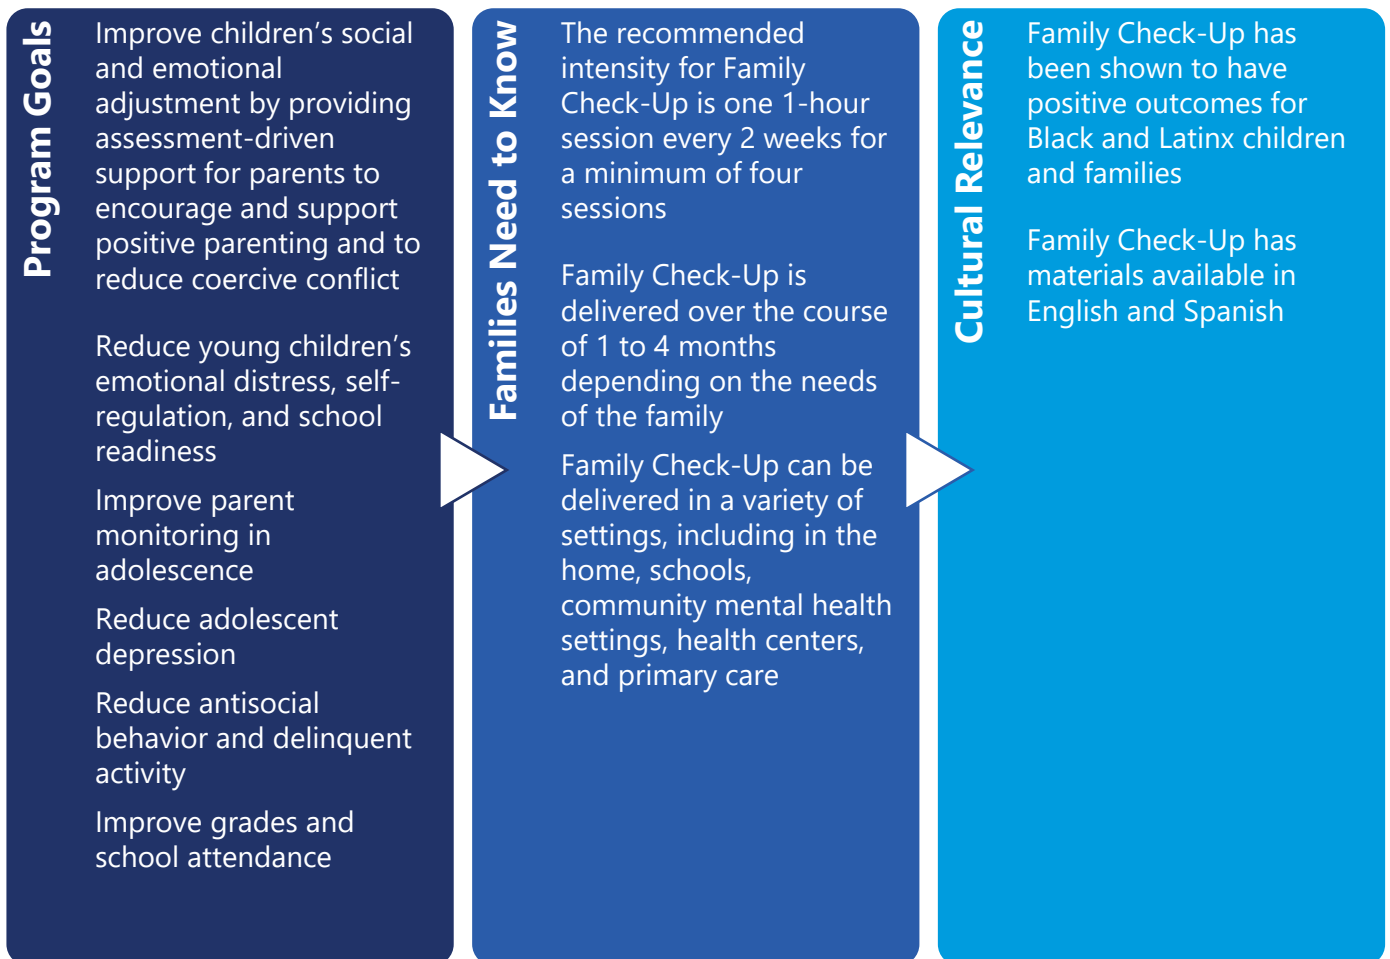 Program Goals
Improve children’s social
and emotional
adjustment by providing
assessment-driven
support for parents to
encourage and support
positive parenting and to
reduce coercive conflict
Reduce young children’s
emotional distress, self-
regulation, and school
readiness
Improve parent
monitoring in
adolescence
Reduce adolescent
depression
Reduce antisocial
behavior and delinquent
activity
Improve grades and
school attendance
Families Need to Know
The recommended
intensity for Family
Check-Up is one 1-hour
session every 2 weeks for
a minimum of four
sessions
Family Check-Up is
delivered over the course
of 1 to 4 months
depending on the needs
of the family
Family Check-Up can be
delivered in a variety of
settings, including in the
home, schools,
community mental health
settings, health centers,
and primary care
Cultural Relevance
Family Check-Up has
been shown to have
positive outcomes for
Black and Latinx children
and families
Family Check-Up has
materials available in
English and Spanish